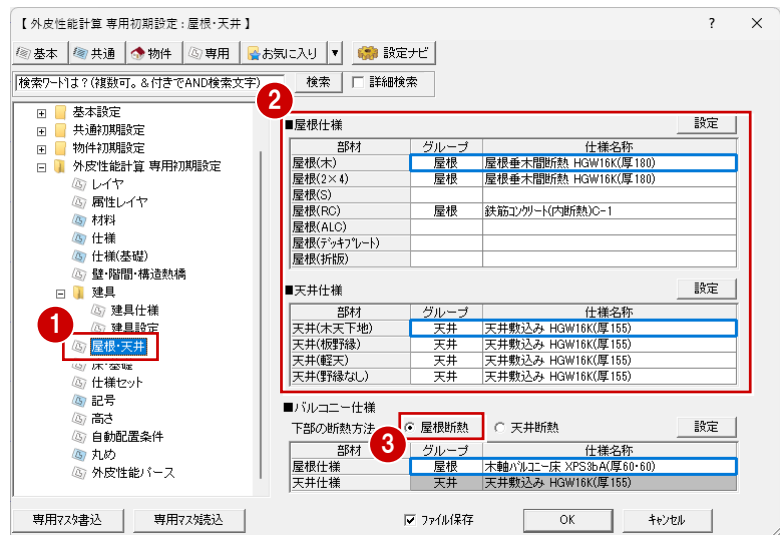 【 外皮性能計算 専用初期設定 : 屋根・天井 】 ? ×
基本 共通 物件 専用 お気に入り ▼ 設定ナビ
検索ワードは？(複数可。＆付きでAND検索文字) 検索 詳細検索
基本設定
共通初期設定
物件初期設定
外皮性能計算 専用初期設定
レイヤ
属性レイヤ
材料
仕様
仕様(基礎)
壁・階間・構造熱橋
建具
建具仕様
建具設定
1
屋根・天井
床・基礎
仕様セット
記号
高さ
自動配置条件
丸め
外皮性能パース
2
■屋根仕様 設定
部材 グループ 仕様名称
屋根(木) 屋根 屋根垂木間断熱 HGW16K(厚180)
屋根(2×4) 屋根 屋根垂木間断熱 HGW16K(厚180)
屋根(S)
屋根(RC) 屋根 鉄筋コンクリート(内断熱)C-1
屋根(ALC)
屋根(デッキプレート)
屋根(折版)
■天井仕様 設定
部材 グループ 仕様名称
天井(木天下地) 天井 天井敷込み HGW16K(厚155)
天井(板野縁) 天井 天井敷込み HGW16K(厚155)
天井(軽天) 天井 天井敷込み HGW16K(厚155)
天井(野縁なし) 天井 天井敷込み HGW16K(厚155)
■バルコニー仕様
下部の断熱方法 屋根断熱 天井断熱 設定
3
部材 グループ 仕様名称
屋根仕様 屋根 木軸バルコニー床 XPS3bA(厚60・60)
天井仕様 天井 天井敷込み HGW16K(厚155)
専用マスタ書込 専用マスタ読込 ファイル保存 OK キャンセル